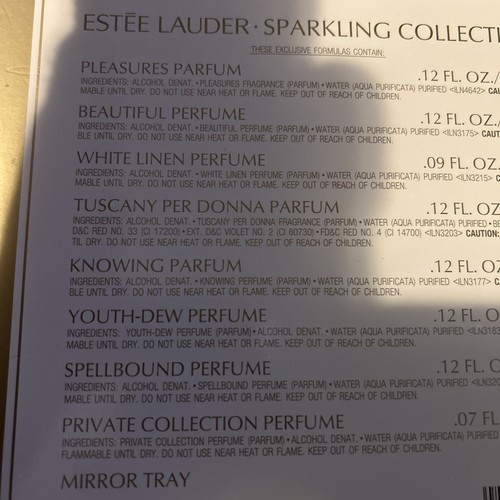 ESTĒE LAUDER · SPARKLING COLLECTI
THESE EXCLUSIVE FORMULAS CONTAIN:
PLEASURES PARFUM .12 FL. OZ./
INGREDIENTS: ALCOHOL DENAT. • PLEASURES FRAGRANCE (PARFUM) • WATER (AQUA PURIFICATA) PURIFIED <ILN4642> CAU
MABLE UNTIL DRY. DO NOT USE NEAR HEAT OR FLAME. KEEP OUT OF REACH OF CHILDREN.
BEAUTIFUL PERFUME .12 FL. OZ./
INGREDIENTS: ALCOHOL DENAT. • BEAUTIFUL PERFUME (PARFUM) • WATER (AQUA PURIFICATA) PURIFIED <ILN3175> CAU
BLE UNTIL DRY. DO NOT USE NEAR HEAT OR FLAME. KEEP OUT OF REACH OF CHILDREN.
WHITE LINEN PERFUME .09 FL. OZ.
INGREDIENTS: ALCOHOL DENAT. • WHITE LINEN PERFUME (PARFUM) • WATER (AQUA PURIFICATA) PURIFIED <ILN3215> C
MABLE UNTIL DRY. DO NOT USE NEAR HEAT OR FLAME. KEEP OUT OF REACH OF CHILDREN.
TUSCANY PER DONNA PARFUM .12 FL. OZ.
INGREDIENTS: ALCOHOL DENAT. • TUSCANY PER DONNA FRAGRANCE (PARFUM) • WATER (AQUA PURIFICATA) PURIFIED • BE
D&C RED NO. 33 (CI 17200) • EXT. D&C VIOLET NO. 2 (CI 60730) • FD&C RED NO. 4 (CI 14700) <ILN3203> CAUTION:
TIL DRY. DO NOT USE NEAR HEAT OR FLAME. KEEP OUT OF REACH OF CHILDREN.
KNOWING PARFUM .12 FL. OZ
INGREDIENTS: ALCOHOL DENAT. • KNOWING PERFUME (PARFUM) • WATER (AQUA PURIFICATA) PURIFIED <ILN3177> CAU
BLE UNTIL DRY. DO NOT USE NEAR HEAT OR FLAME. KEEP OUT OF REACH OF CHILDREN.
YOUTH-DEW PERFUME .12 FL. O
INGREDIENTS: YOUTH-DEW PERFUME (PARFUM) • ALCOHOL DENAT. • WATER (AQUA PURIFICATA) PURIFIED <ILN3183
MABLE UNTIL DRY. DO NOT USE NEAR HEAT OR FLAME. KEEP OUT OF REACH OF CHILDREN.
SPELLBOUND PERFUME .12 FL. O
INGREDIENTS: ALCOHOL DENAT. • SPELLBOUND PERFUME (PARFUM) • WATER (AQUA PURIFICATA) PURIFIED <ILN320
MABLE UNTIL DRY. DO NOT USE NEAR HEAT OR FLAME. KEEP OUT OF REACH OF CHILDREN.
PRIVATE COLLECTION PERFUME .07 FL.
INGREDIENTS: PRIVATE COLLECTION PERFUME (PARFUM) • ALCOHOL DENAT. • WATER (AQUA PURIFICATA) PURIFIED
FLAMMABLE UNTIL DRY. DO NOT USE NEAR HEAT OR FLAME. KEEP OUT OF REACH OF CHILDREN.
MIRROR TRAY